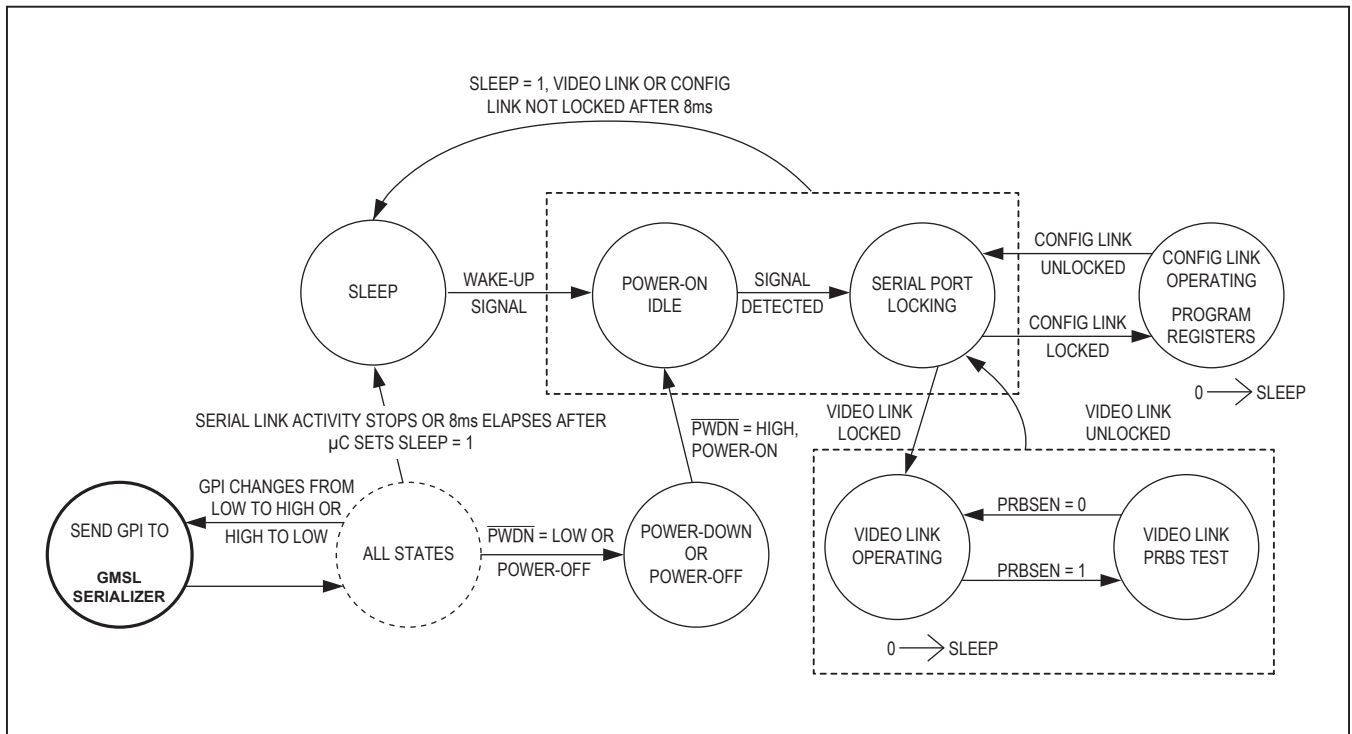 SLEEP = 1, VIDEO LINK OR CONFIG
LINK NOT LOCKED AFTER 8ms
SLEEP
WAKE-UP
SIGNAL
POWER-ON
IDLE
SIGNAL
DETECTED
SERIAL PORT
LOCKING
CONFIG LINK
UNLOCKED
CONFIG LINK
LOCKED
CONFIG LINK
OPERATING
PROGRAM
REGISTERS
0 → SLEEP
SERIAL LINK ACTIVITY STOPS OR 8ms ELAPSES AFTER
µC SETS SLEEP = 1
PWDN = HIGH,
POWER-ON
VIDEO LINK
LOCKED
VIDEO LINK
UNLOCKED
GPI CHANGES FROM
LOW TO HIGH OR
HIGH TO LOW
SEND GPI TO
GMSL
SERIALIZER
ALL STATES
PWDN = LOW OR
POWER-OFF
POWER-DOWN
OR
POWER-OFF
VIDEO LINK
OPERATING
PRBSEN = 0
PRBSEN = 1
VIDEO LINK
PRBS TEST
0 → SLEEP